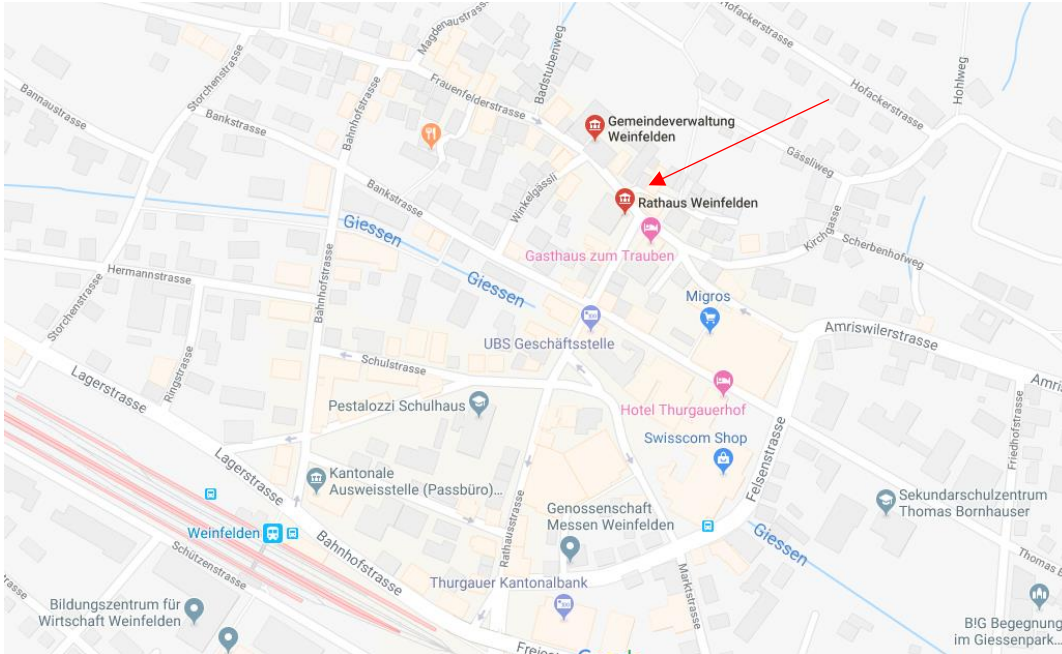 Magdenaustrasse
Hofackerstrasse
Storchenstrasse
Bahnhofstrasse
Frauenfelderstrasse
Badstubenweg
Hofackerstrasse
Hohlweg
Bannaustrasse
Bankstrasse
Gemeindeverwaltung
Weinfelden
Gässliweg
Bankstrasse
Winkelgässli
Rathaus Weinfelden
Giessen
Kirchgasse
Scherbenhofweg
Gasthaus zum Trauben
Hermannstrasse
Bahnhofstrasse
Giessen
Migros
Storchenstrasse
UBS Geschäftsstelle
Amriswilerstrasse
Ringstrasse
Schulstrasse
Lagerstrasse
Pestalozzi Schulhaus
Hotel Thurgauerhof
Swisscom Shop
Friedhofstrasse
Felsenstrasse
Lagerstrasse
Kantonale
Ausweisstelle (Passbüro)...
Rathausstrasse
Genossenschaft
Messen Weinfelden
Sekundarschulzentrum
Thomas Bornhauser
Weinfelden
Giessen
Schützenstrasse
Bahnhofstrasse
Thurgauer Kantonalbank
Marktstrasse
Bildungszentrum für
Wirtschaft Weinfelden
B!G Begegnung
im Giessenpark...